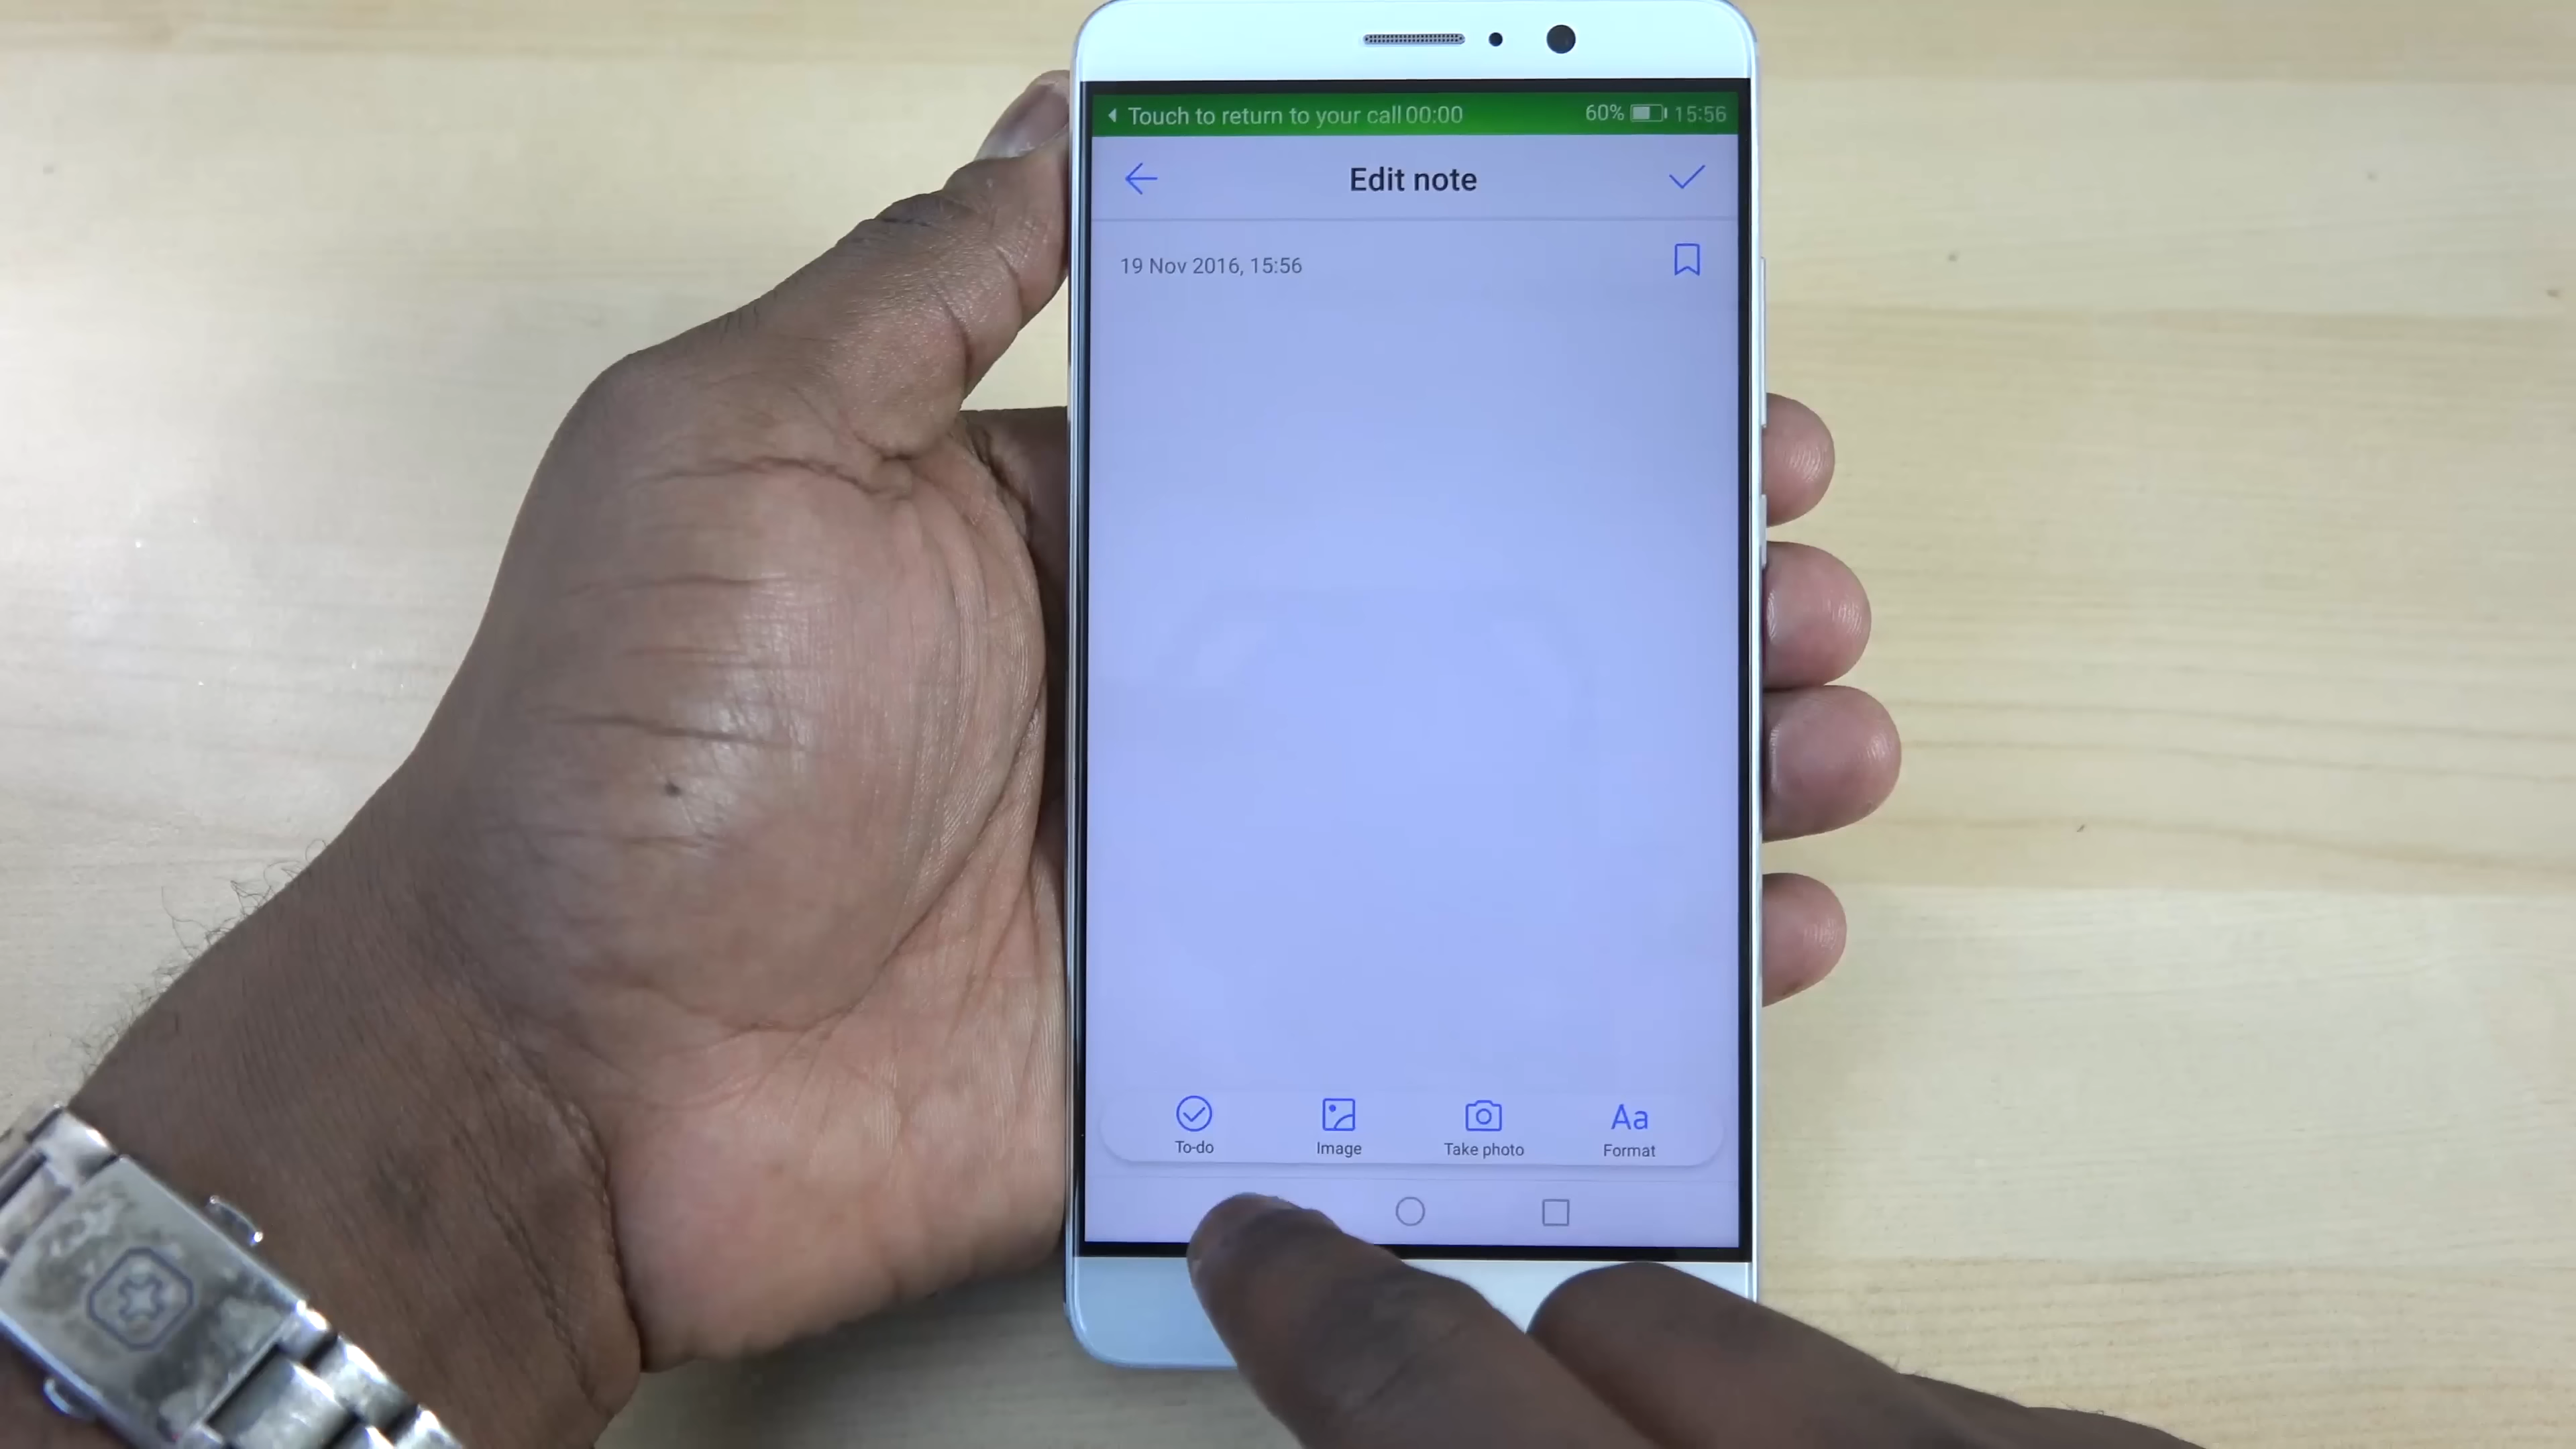 Touch to return to your call 00:00 60% 15:56
Edit note
19 Nov 2016, 15:56
To-do Image Take photo Aa Format